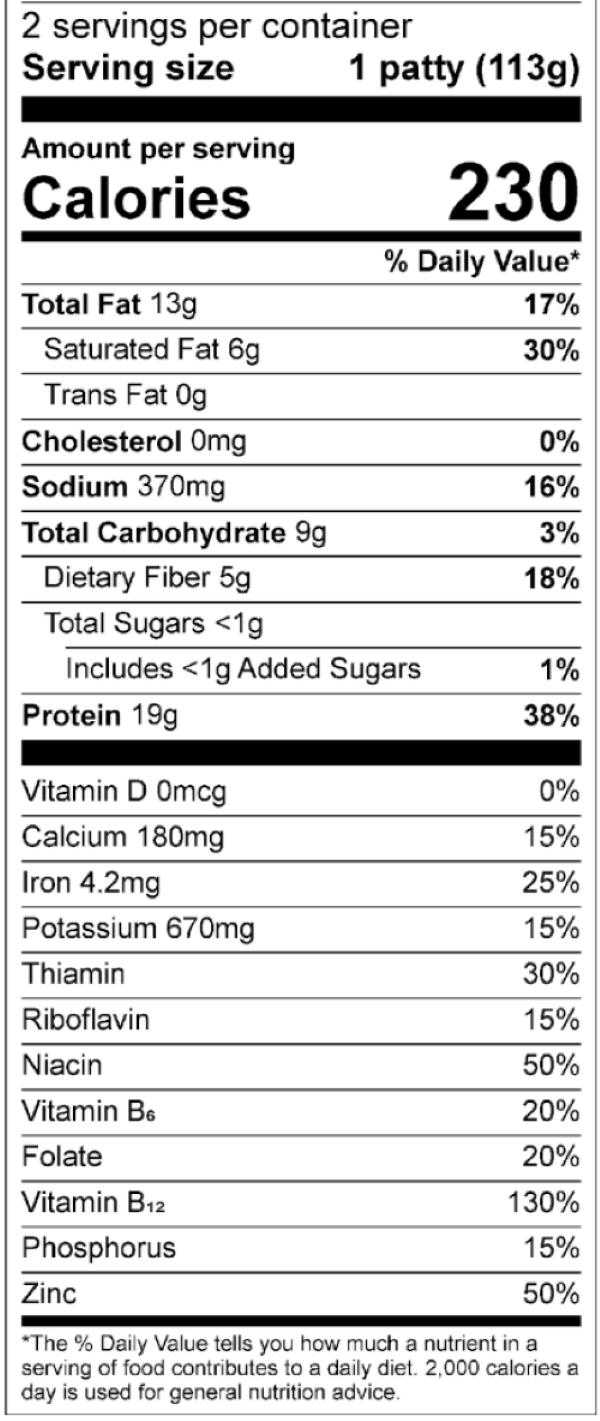 2 servings per container
Serving size 1 patty (113g)
Amount per serving
Calories 230
% Daily Value*
Total Fat 13g 17%
Saturated Fat 6g 30%
Trans Fat 0g
Cholesterol 0mg 0%
Sodium 370mg 16%
Total Carbohydrate 9g 3%
Dietary Fiber 5g 18%
Total Sugars <1g
Includes <1g Added Sugars 1%
Protein 19g 38%
Vitamin D 0mcg 0%
Calcium 180mg 15%
Iron 4.2mg 25%
Potassium 670mg 15%
Thiamin 30%
Riboflavin 15%
Niacin 50%
Vitamin B₆ 20%
Folate 20%
Vitamin B₁₂ 130%
Phosphorus 15%
Zinc 50%
*The % Daily Value tells you how much a nutrient in a
serving of food contributes to a daily diet. 2,000 calories a
day is used for general nutrition advice.